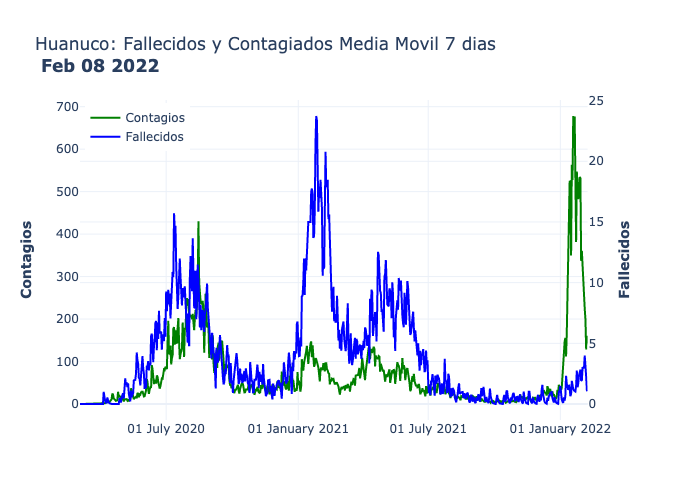 Huanuco: Fallecidos y Contagiados Media Movil 7 dias
Feb 08 2022
Contagios
Fallecidos
Contagios
700
600
500
400
300
200
100
0
Fallecidos
25
20
15
10
5
0
01 July 2020
01 January 2021
01 July 2021
01 January 2022